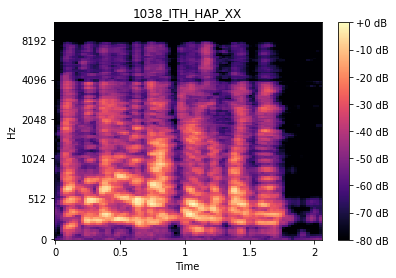 1038_ITH_HAP_XX
+0 dB
8192
-10 dB
4096
-20 dB
-30 dB
2048
Hz
-40 dB
1024
-50 dB
512
-60 dB
-70 dB
0
-80 dB
0
0.5
1
1.5
2
Time